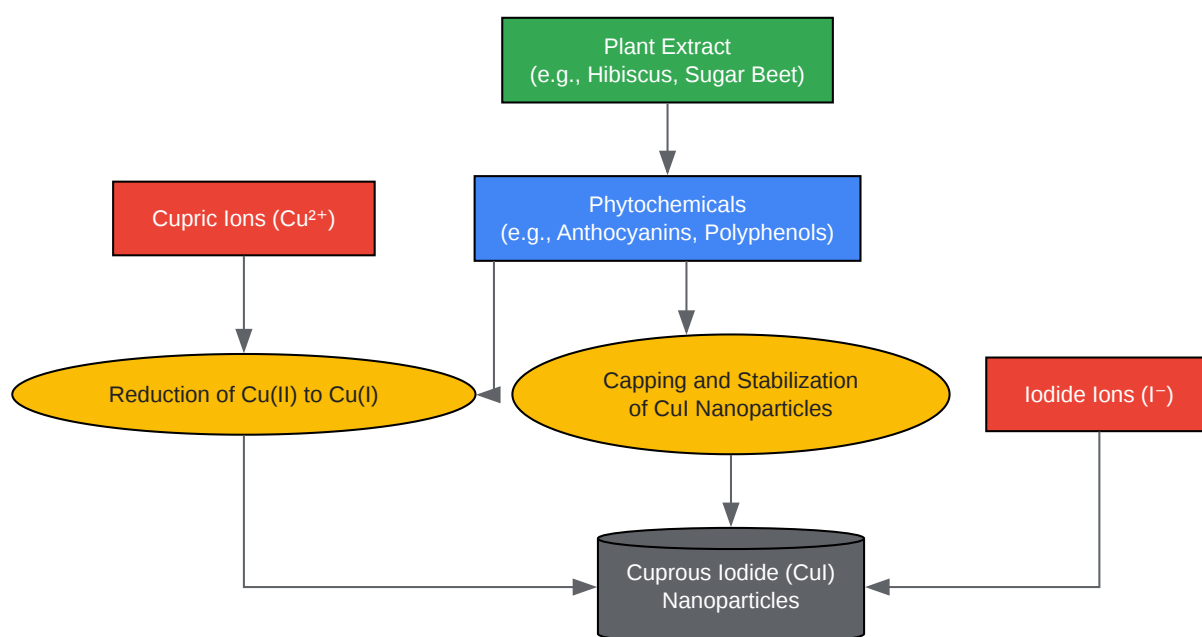 Plant Extract
(e.g., Hibiscus, Sugar Beet)
Cupric Ions (Cu²⁺)
Phytochemicals
(e.g., Anthocyanins, Polyphenols)
Reduction of Cu(II) to Cu(I)
Capping and Stabilization
of CuI Nanoparticles
Iodide Ions (I⁻)
Cuprous Iodide (CuI)
Nanoparticles